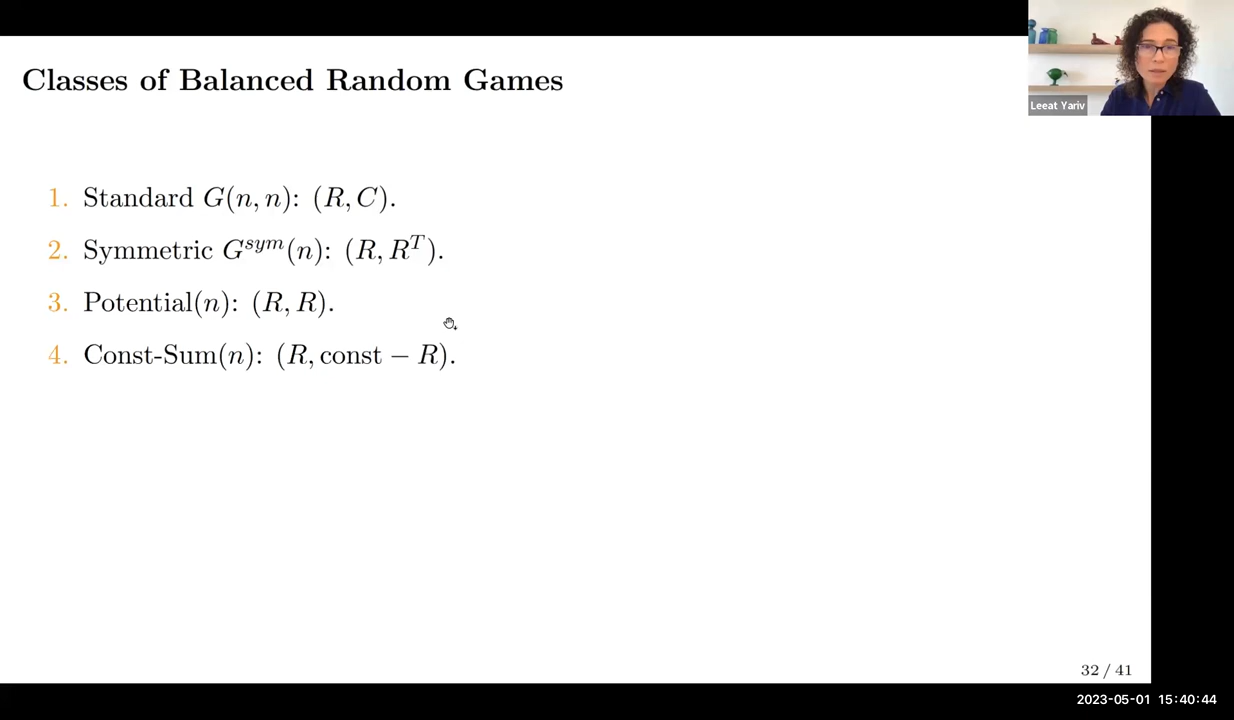 Classes of Balanced Random Games
Leeat Yariv
1. Standard G(n, n): (R, C).
2. Symmetric G^{sym}(n): (R, R^T).
3. Potential(n): (R, R).
4. Const-Sum(n): (R, const − R).
32 / 41
2023-05-01 15:40:44